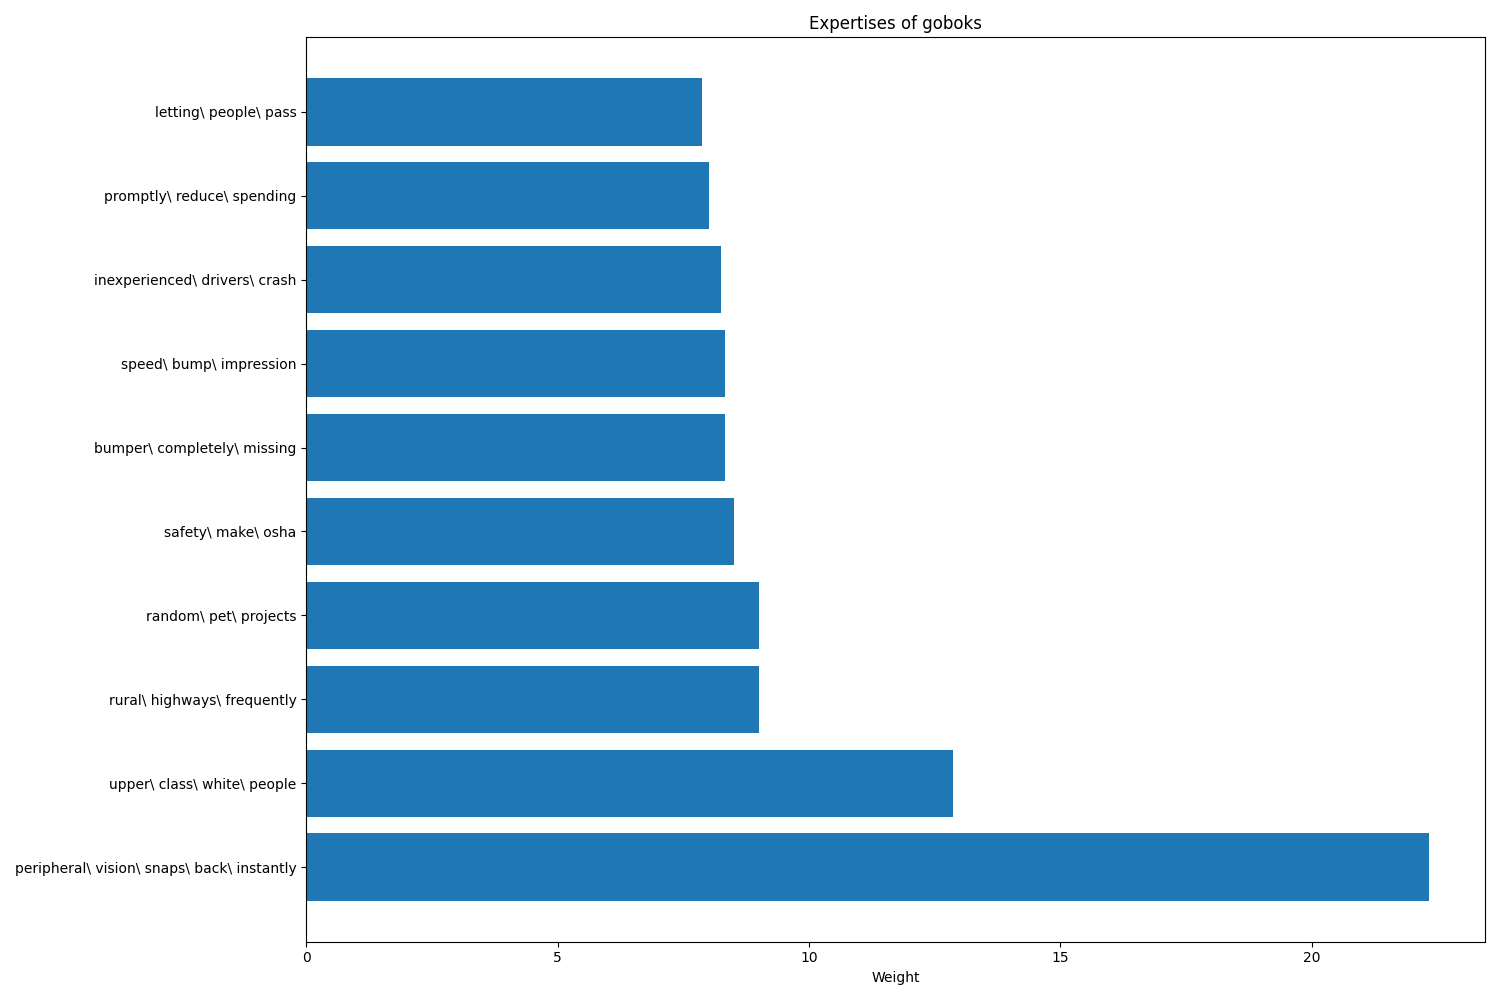 Expertises of goboks
letting\ people\ pass
promptly\ reduce\ spending
inexperienced\ drivers\ crash
speed\ bump\ impression
bumper\ completely\ missing
safety\ make\ osha
random\ pet\ projects
rural\ highways\ frequently
upper\ class\ white\ people
peripheral\ vision\ snaps\ back\ instantly
0 5 10 15 20
Weight